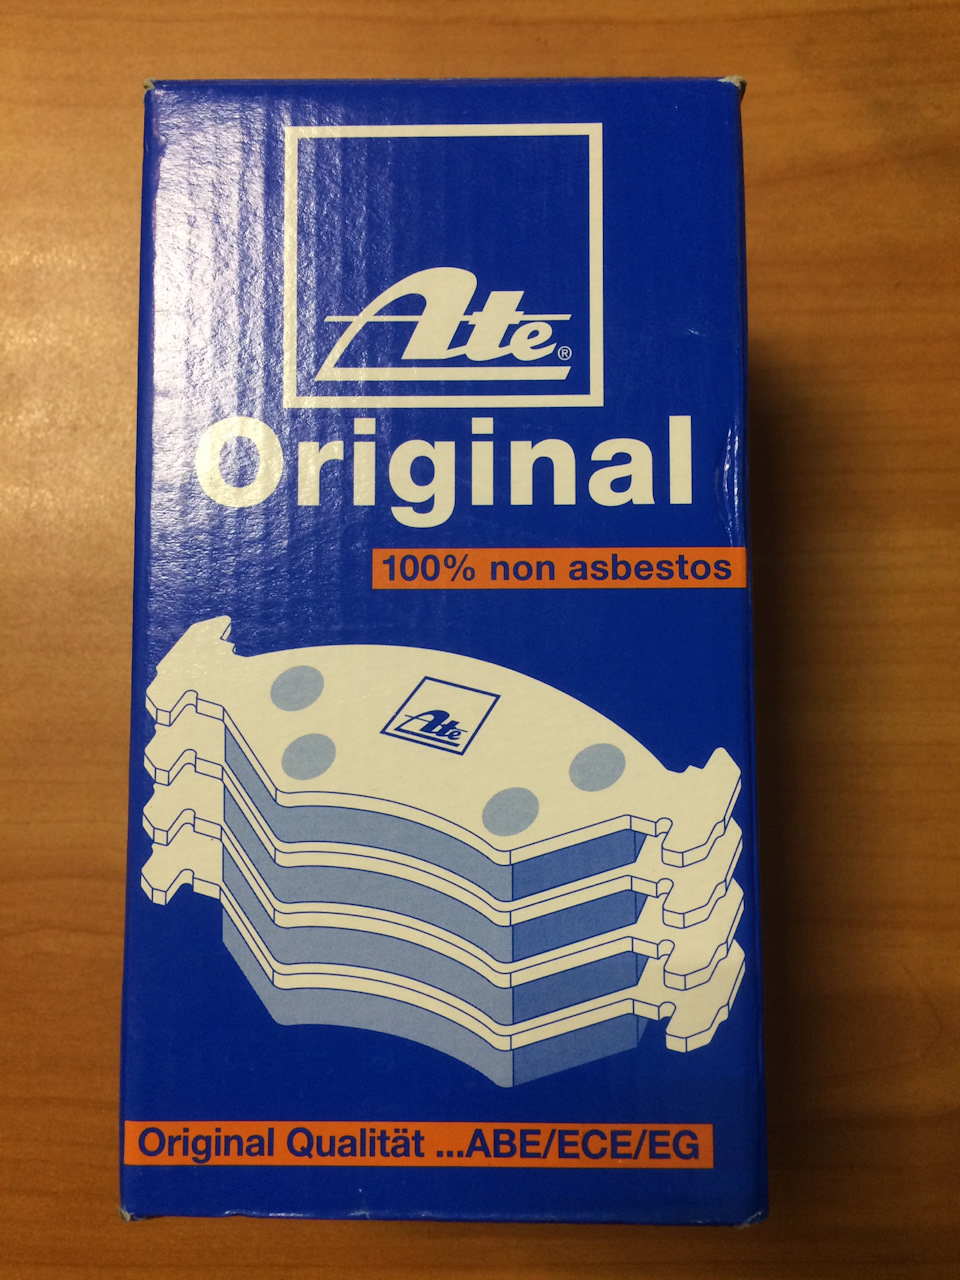 Ate®
Original
100% non asbestos
Ate
Original Qualität ...ABE/ECE/EG